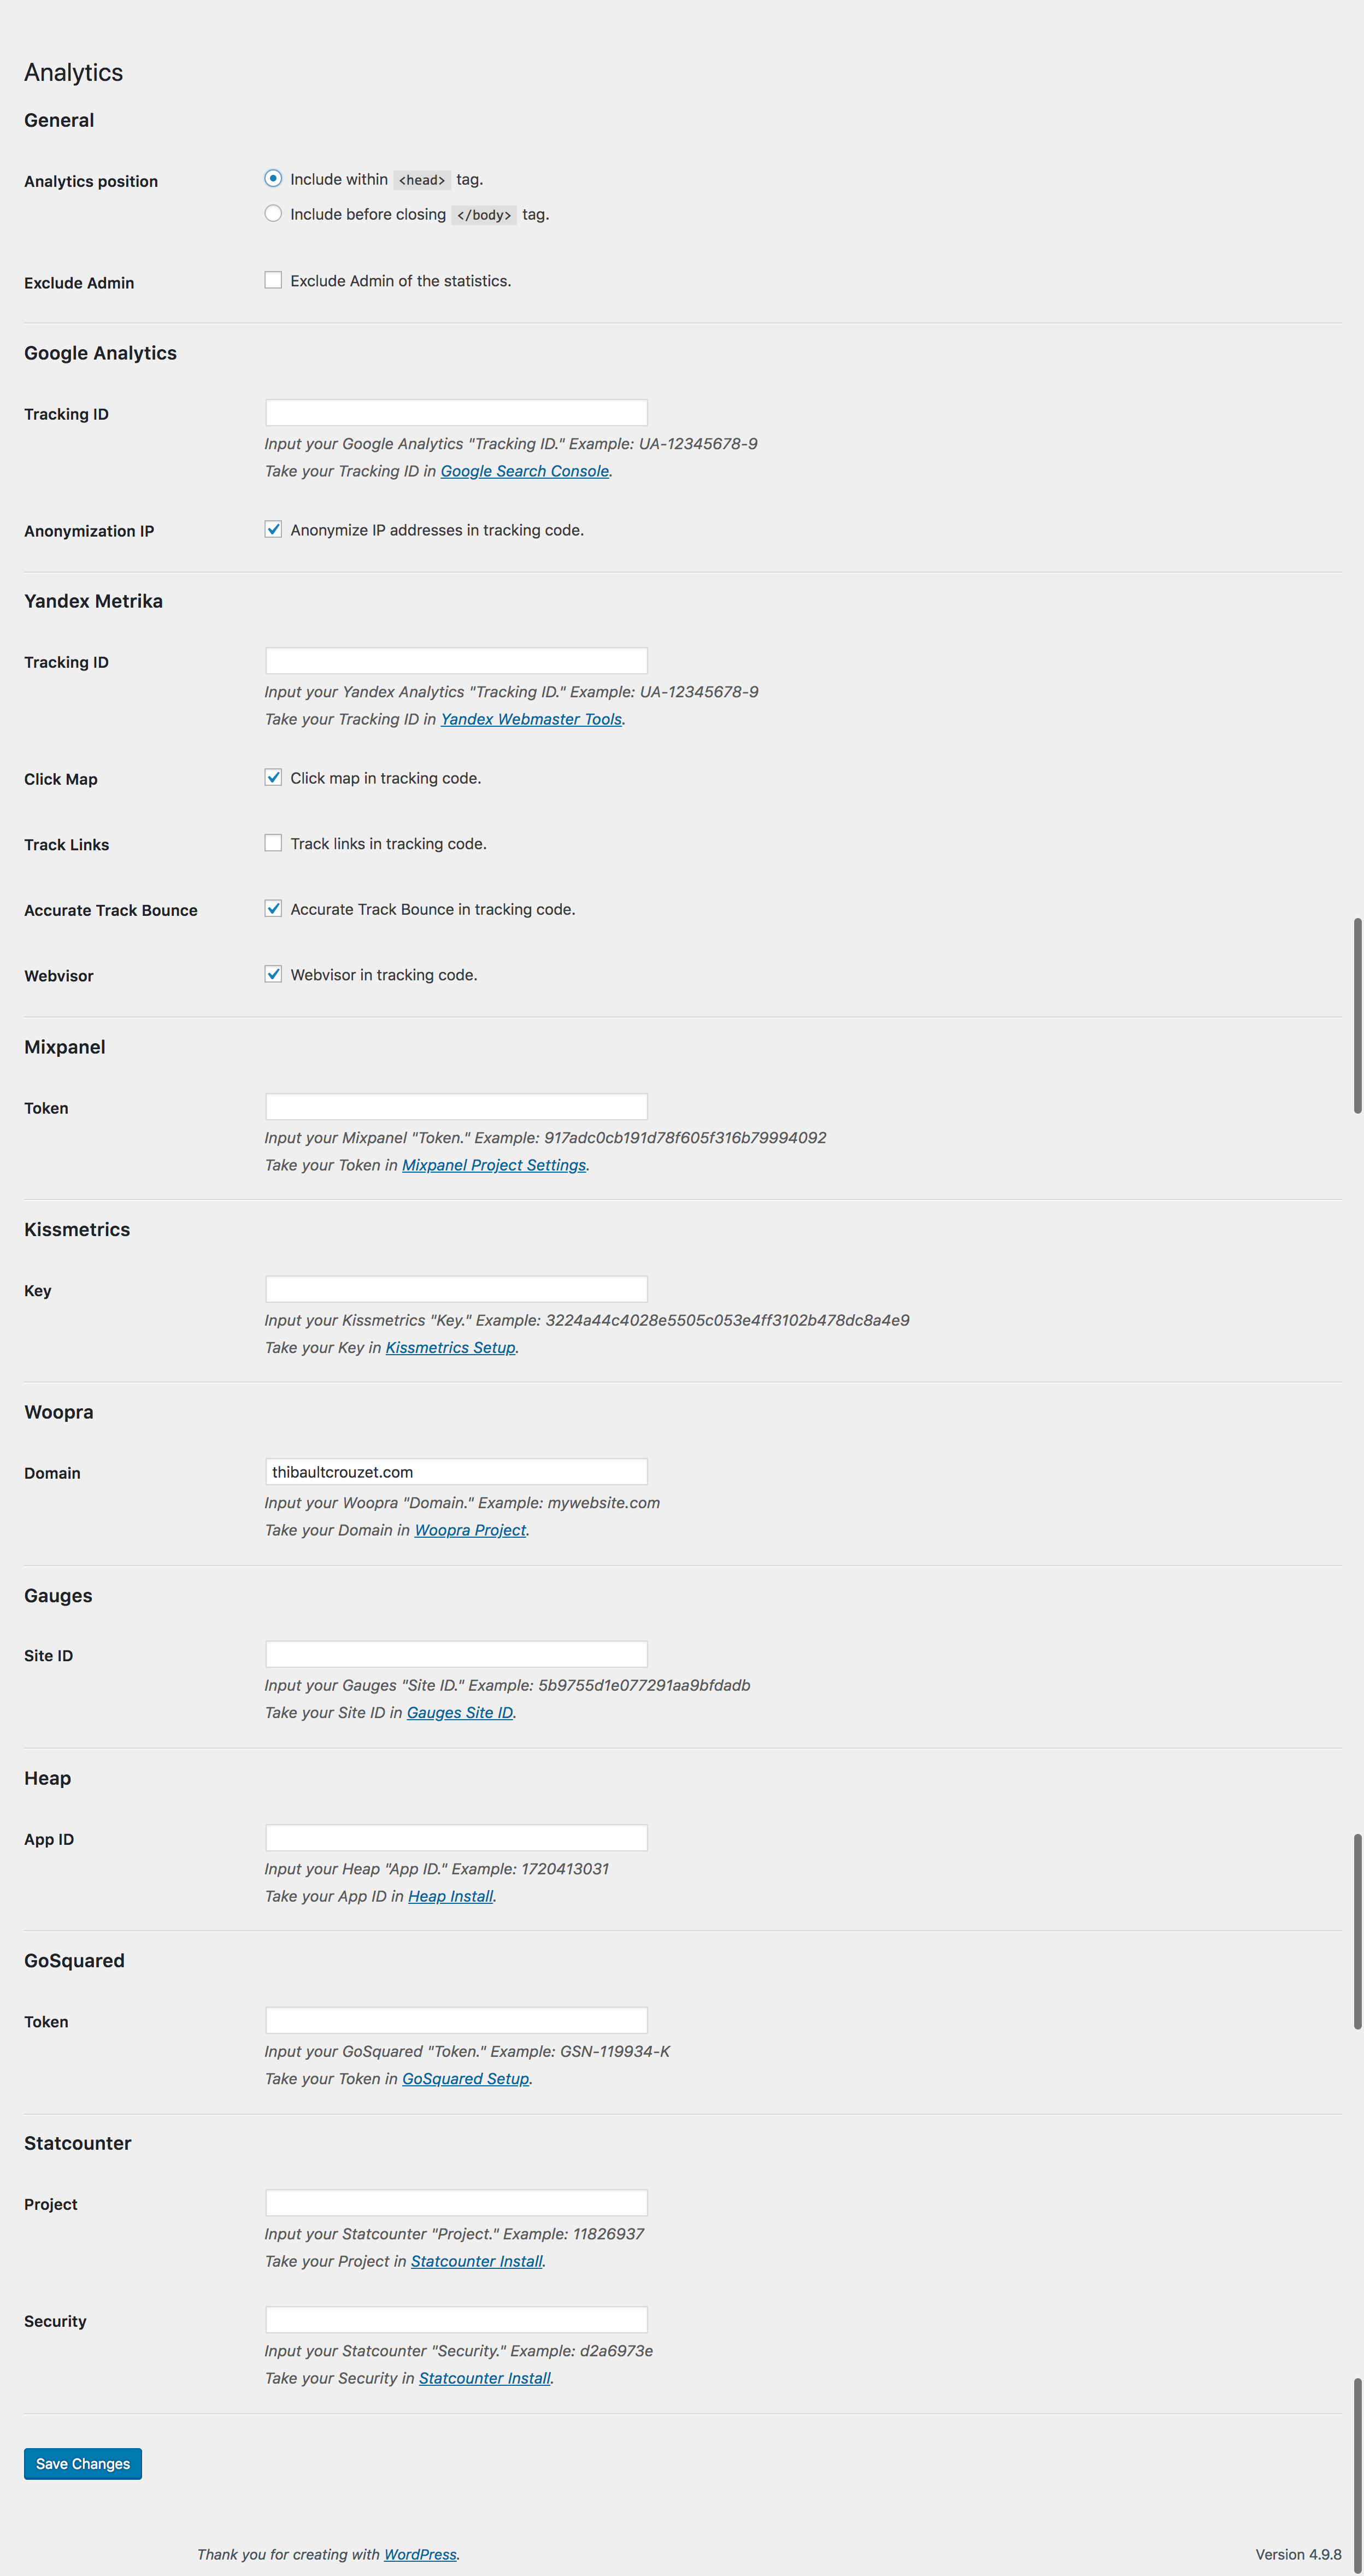 Analytics
General
Analytics position
Include within <head> tag.
Include before closing </body> tag.
Exclude Admin
Exclude Admin of the statistics.
Google Analytics
Tracking ID
Input your Google Analytics "Tracking ID." Example: UA-12345678-9
Take your Tracking ID in Google Search Console.
Anonymization IP
Anonymize IP addresses in tracking code.
Yandex Metrika
Tracking ID
Input your Yandex Analytics "Tracking ID." Example: UA-12345678-9
Take your Tracking ID in Yandex Webmaster Tools.
Click Map
Click map in tracking code.
Track Links
Track links in tracking code.
Accurate Track Bounce
Accurate Track Bounce in tracking code.
Webvisor
Webvisor in tracking code.
Mixpanel
Token
Input your Mixpanel "Token." Example: 917adc0cb191d78f605f316b79994092
Take your Token in Mixpanel Project Settings.
Kissmetrics
Key
Input your Kissmetrics "Key." Example: 3224a44c4028e5505c053e4ff3102b478dc8a4e9
Take your Key in Kissmetrics Setup.
Woopra
Domain
thibaultcrouzet.com
Input your Woopra "Domain." Example: mywebsite.com
Take your Domain in Woopra Project.
Gauges
Site ID
Input your Gauges "Site ID." Example: 5b9755d1e077291aa9bfdadb
Take your Site ID in Gauges Site ID.
Heap
App ID
Input your Heap "App ID." Example: 1720413031
Take your App ID in Heap Install.
GoSquared
Token
Input your GoSquared "Token." Example: GSN-119934-K
Take your Token in GoSquared Setup.
Statcounter
Project
Input your Statcounter "Project." Example: 11826937
Take your Project in Statcounter Install.
Security
Input your Statcounter "Security." Example: d2a6973e
Take your Security in Statcounter Install.
Save Changes
Thank you for creating with WordPress.
Version 4.9.8